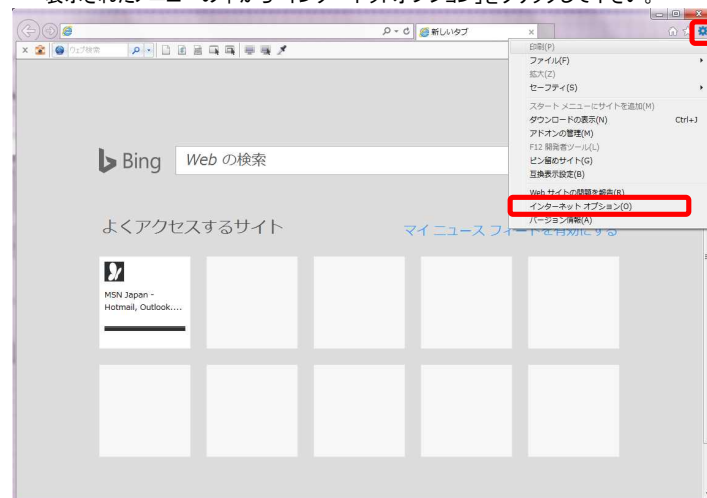 表示されたメニューの中から「インターネットオプション」をクリックして下さい。
新しいタブ
ウェブ検索
印刷(P)
ファイル(F)
拡大(Z)
セーフティ(S)
スタート メニューにサイトを追加(M)
ダウンロードの表示(N) Ctrl+J
アドオンの管理(M)
F12 開発者ツール(L)
ピン留めのサイト(G)
互換表示設定(B)
Web サイトの問題を報告(R)
インターネット オプション(O)
バージョン情報(A)
Bing
Web の検索
よくアクセスするサイト
マイ ニュース フィードを有効にする
MSN Japan -
Hotmail, Outlook....